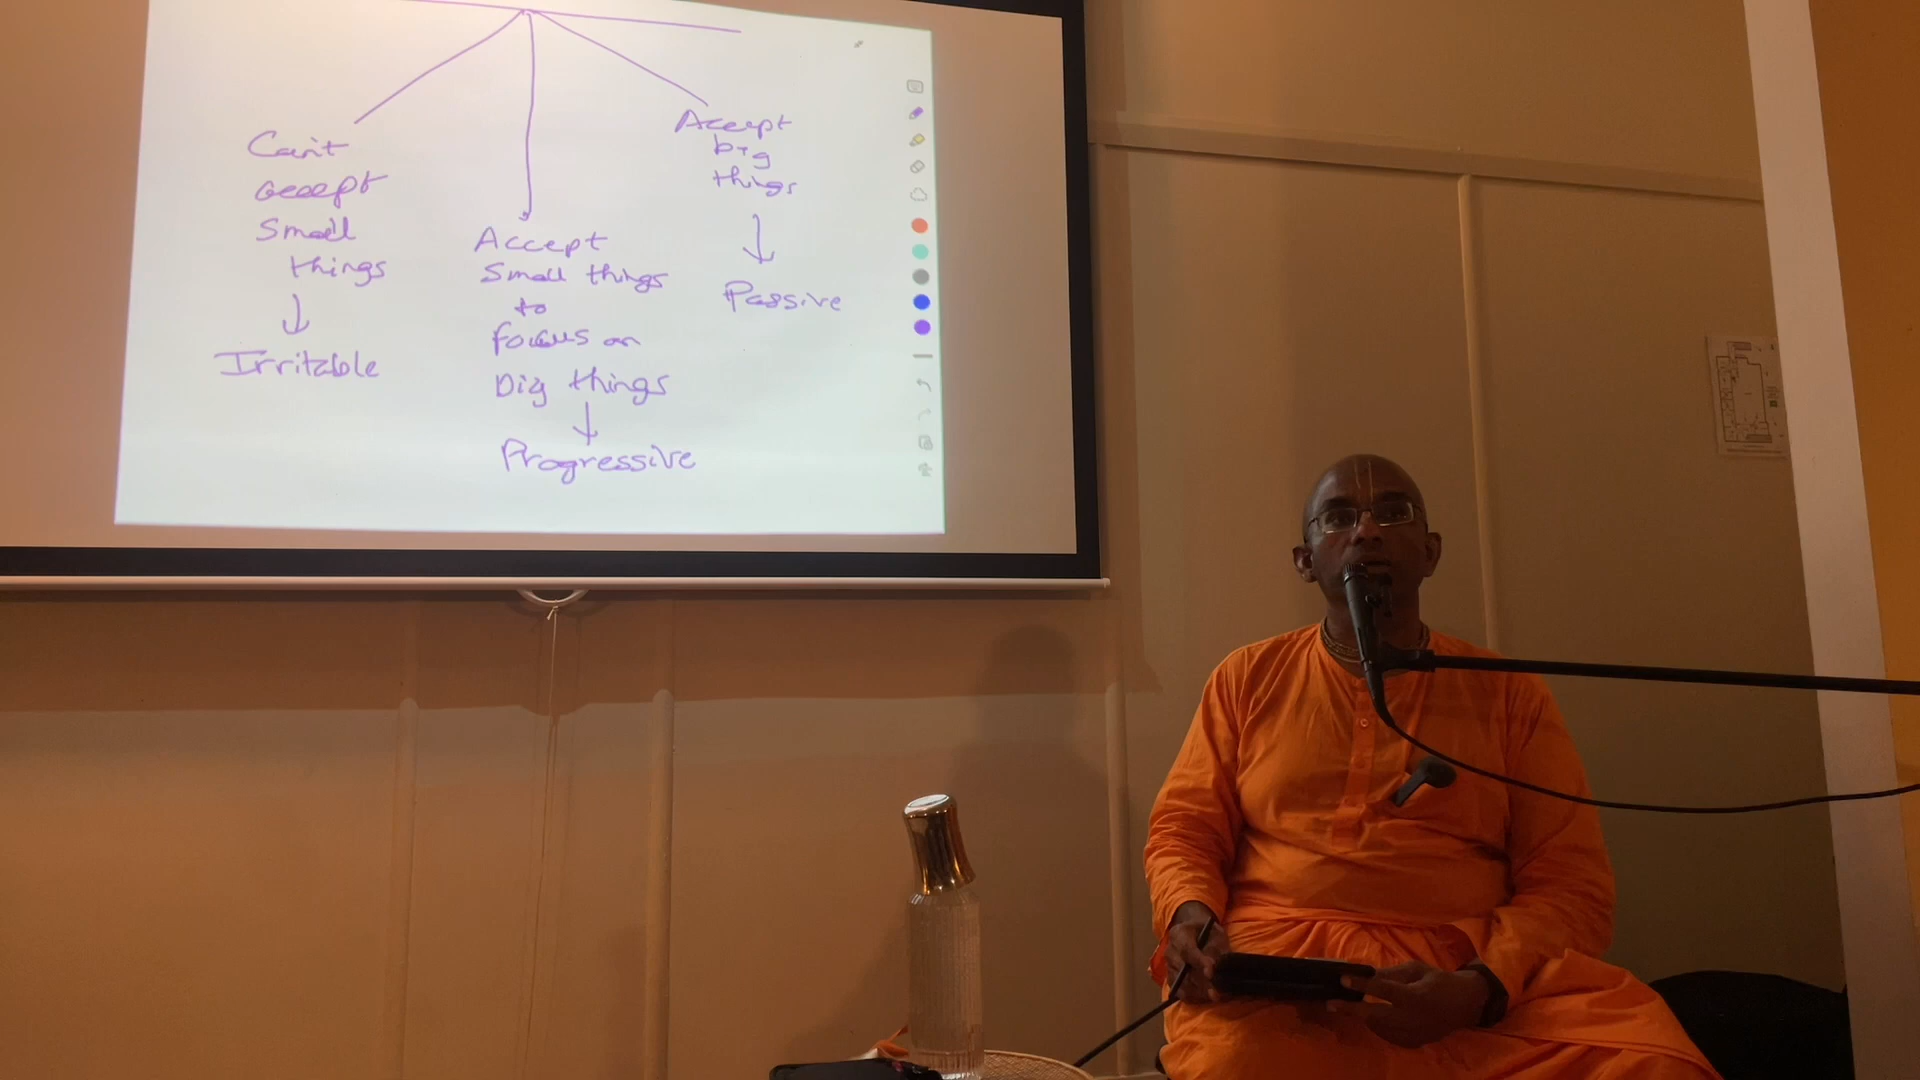 Can't
accept
Small
things
Irritable
Accept
Small things
to
focus on
Big things
Progressive
Accept
big
things
Passive